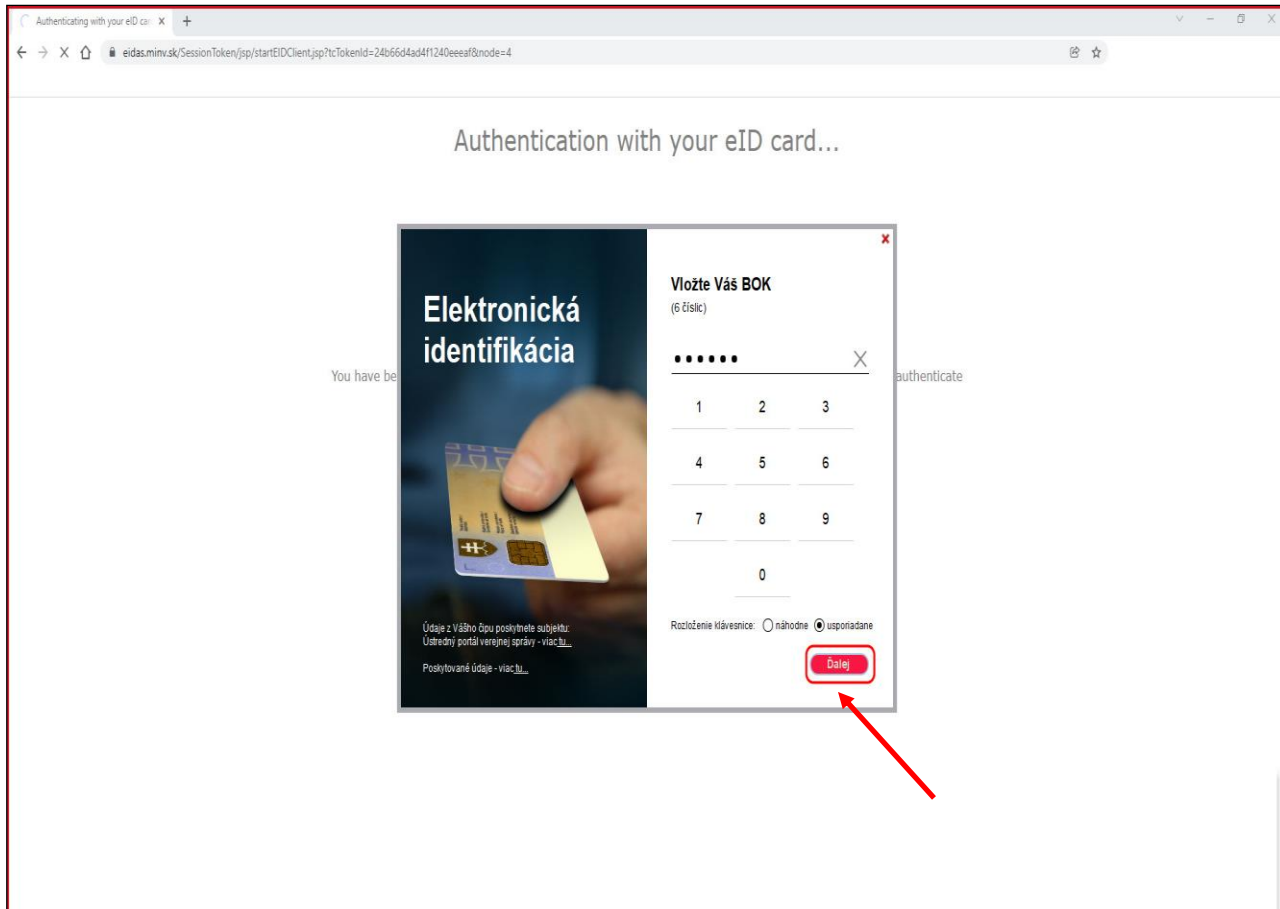 Authenticating with your eID car
eidas.minv.sk/SessionToken/jsp/startEIDClient.jsp?tcTokenId=24b66d4ad4f1240eeeaf&node=4
Authentication with your eID card...
You have be
authenticate
Elektronická
identifikácia
Údaje z Vášho čipu poskytnete subjektu:
Ústredný portál verejnej správy - viac tu...
Poskytované údaje - viac tu...
Vložte Váš BOK
(6 číslic)
1 2 3
4 5 6
7 8 9
0
Rozloženie klávesnice: náhodne usporiadane
Ďalej